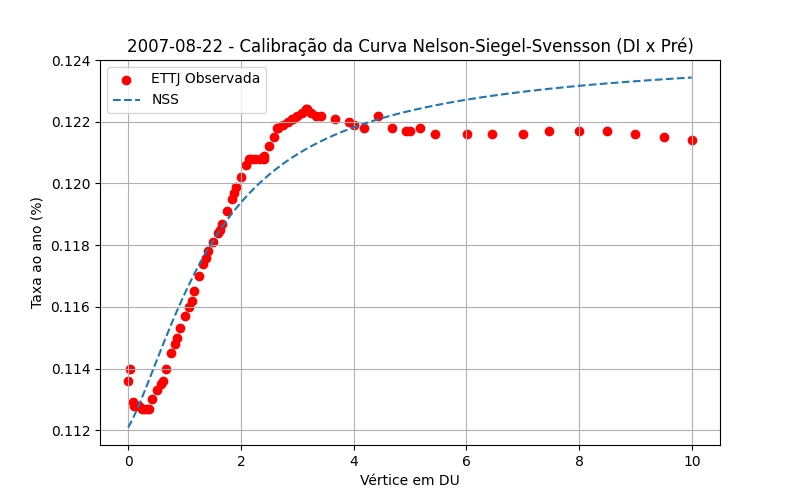 2007-08-22 - Calibração da Curva Nelson-Siegel-Svensson (DI x Pré)
ETTJ Observada
NSS
Taxa ao ano (%)
0.124
0.122
0.120
0.118
0.116
0.114
0.112
0
2
4
6
8
10
Vértice em DU